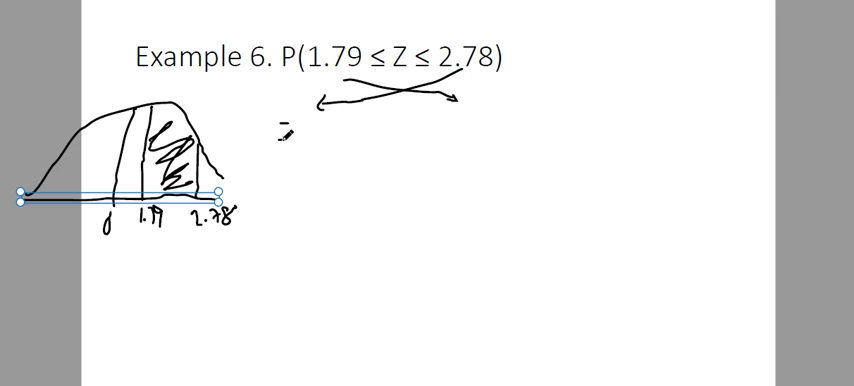 Example 6. P(1.79 ≤ Z ≤ 2.78)
=
0 1.79 2.78